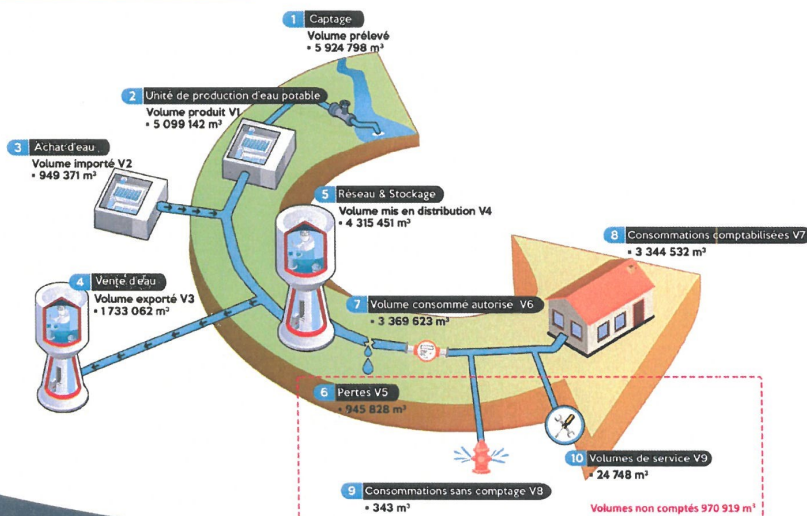 1 Captage
Volume prélevé
• 5 924 798 m³
2 Unité de production d'eau potable
Volume produit V1
• 5 099 142 m³
3 Achat d'eau
Volume importé V2
• 949 371 m³
4 Vente d'eau
Volume exporté V3
• 1 733 062 m³
5 Réseau & Stockage
Volume mis en distribution V4
• 4 315 451 m³
6 Pertes V5
• 945 828 m³
7 Volume consommé autorisé V6
• 3 369 623 m³
8 Consommations comptabilisées V7
• 3 344 532 m³
9 Consommations sans comptage V8
• 343 m³
10 Volumes de service V9
• 24 748 m³
Volumes non comptés 970 919 m³